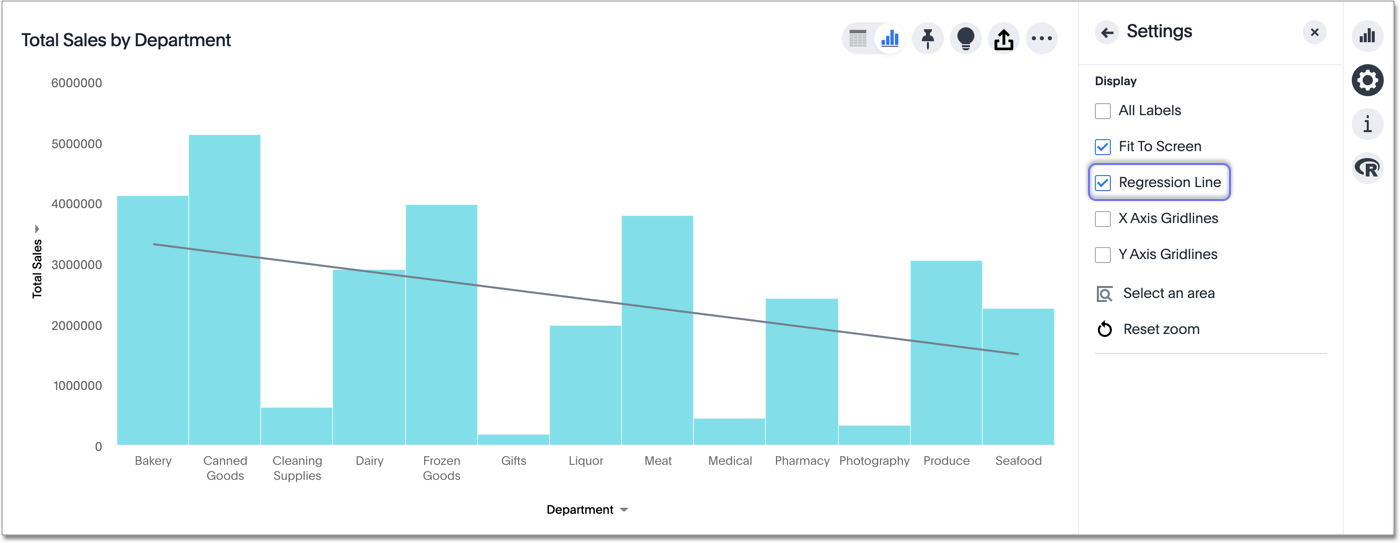 Total Sales by Department
6000000
5000000
4000000
3000000
2000000
1000000
0
Total Sales
Bakery
Canned
Goods
Cleaning
Supplies
Dairy
Frozen
Goods
Gifts
Liquor
Meat
Medical
Pharmacy
Photography
Produce
Seafood
Department
Settings
Display
All Labels
Fit To Screen
Regression Line
X Axis Gridlines
Y Axis Gridlines
Select an area
Reset zoom
i
R